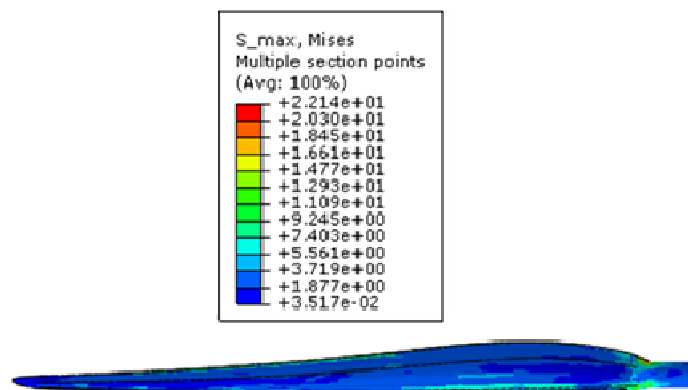 S_max, Mises
Multiple section points
(Avg: 100%)
+2.214e+01
+2.030e+01
+1.845e+01
+1.661e+01
+1.477e+01
+1.293e+01
+1.109e+01
+9.245e+00
+7.403e+00
+5.561e+00
+3.719e+00
+1.877e+00
+3.517e-02